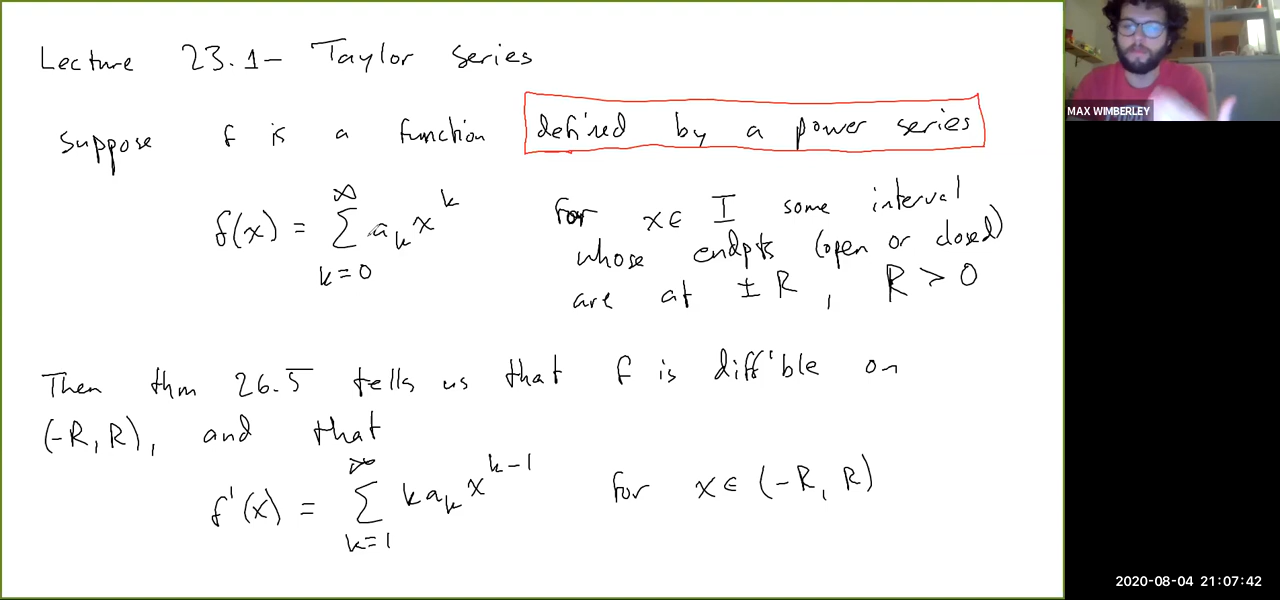 Lecture 23.1 - Taylor series
Suppose f is a function defined by a power series
f(x) = ∑_{k=0}^{∞} a_k x^k for x ∈ I some interval
whose endpts (open or closed)
are at ± R, R > 0
Then thm 26.5 tells us that f is diff'ble on
(-R, R), and that
f'(x) = ∑_{k=1}^{∞} k a_k x^{k-1} for x ∈ (-R, R)
MAX WIMBERLEY
2020-08-04 21:07:42